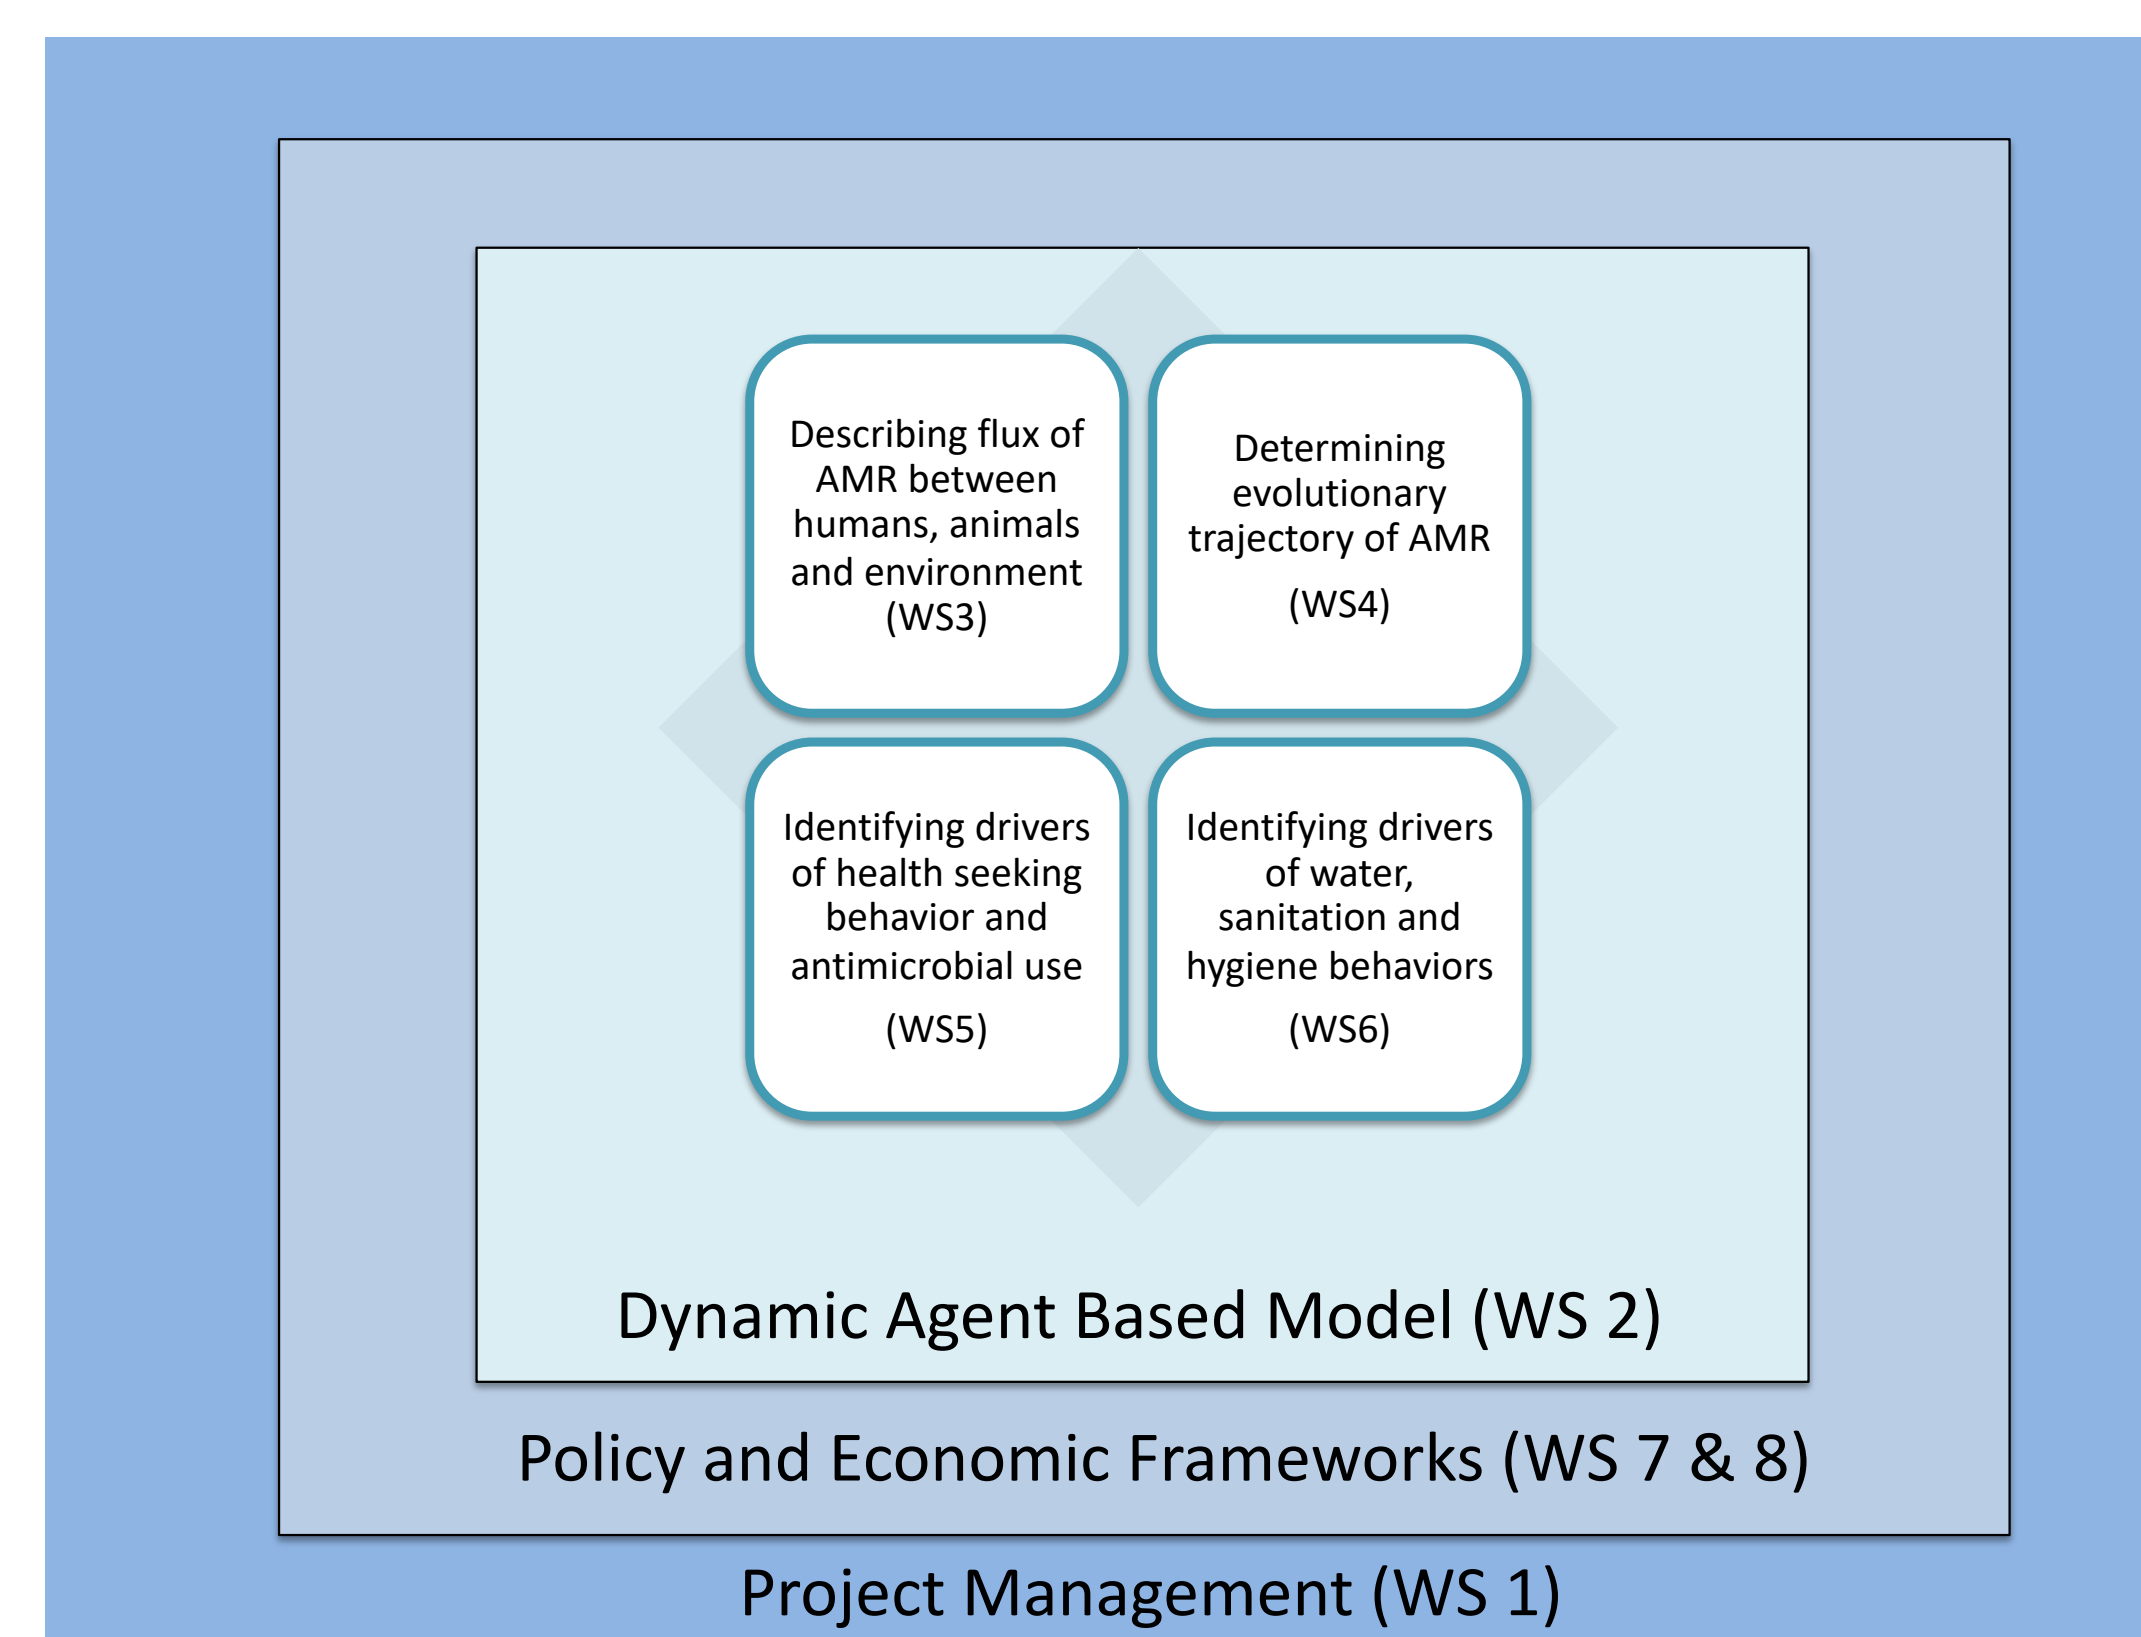 Describing flux of
AMR between
humans, animals
and environment
(WS3)
Determining
evolutionary
trajectory of AMR
(WS4)
Identifying drivers
of health seeking
behavior and
antimicrobial use
(WS5)
Identifying drivers
of water,
sanitation and
hygiene behaviors
(WS6)
Dynamic Agent Based Model (WS 2)
Policy and Economic Frameworks (WS 7 & 8)
Project Management (WS 1)